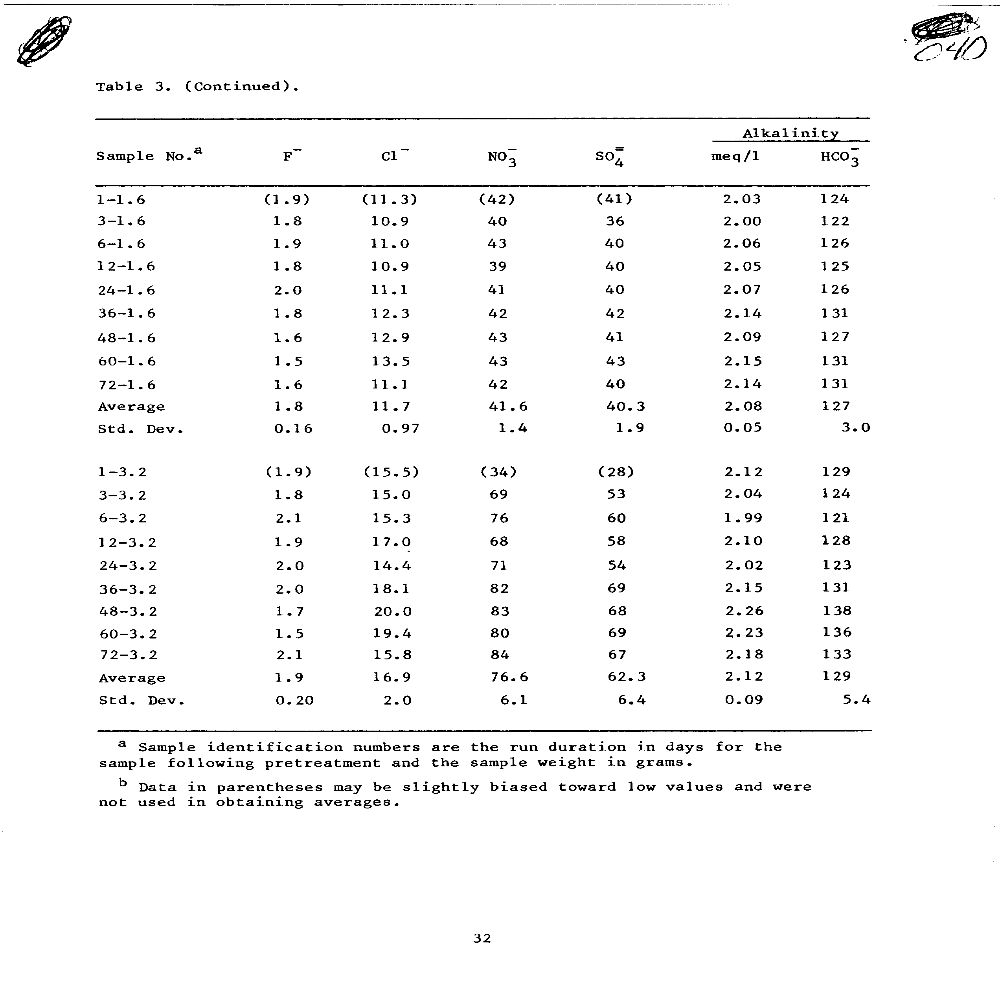 040
Table 3. (Continued).
Alkalinity
Sample No.a F⁻ Cl⁻ NO₃⁻ SO₄⁼ meq/l HCO₃⁻
1-1.6 (1.9) (11.3) (42) (41) 2.03 124
3-1.6 1.8 10.9 40 36 2.00 122
6-1.6 1.9 11.0 43 40 2.06 126
12-1.6 1.8 10.9 39 40 2.05 125
24-1.6 2.0 11.1 41 40 2.07 126
36-1.6 1.8 12.3 42 42 2.14 131
48-1.6 1.6 12.9 43 41 2.09 127
60-1.6 1.5 13.5 43 43 2.15 131
72-1.6 1.6 11.1 42 40 2.14 131
Average 1.8 11.7 41.6 40.3 2.08 127
Std. Dev. 0.16 0.97 1.4 1.9 0.05 3.0
1-3.2 (1.9) (15.5) (34) (28) 2.12 129
3-3.2 1.8 15.0 69 53 2.04 124
6-3.2 2.1 15.3 76 60 1.99 121
12-3.2 1.9 17.0 68 58 2.10 128
24-3.2 2.0 14.4 71 54 2.02 123
36-3.2 2.0 18.1 82 69 2.15 131
48-3.2 1.7 20.0 83 68 2.26 138
60-3.2 1.5 19.4 80 69 2.23 136
72-3.2 2.1 15.8 84 67 2.18 133
Average 1.9 16.9 76.6 62.3 2.12 129
Std. Dev. 0.20 2.0 6.1 6.4 0.09 5.4
a Sample identification numbers are the run duration in days for the
sample following pretreatment and the sample weight in grams.
b Data in parentheses may be slightly biased toward low values and were
not used in obtaining averages.
32